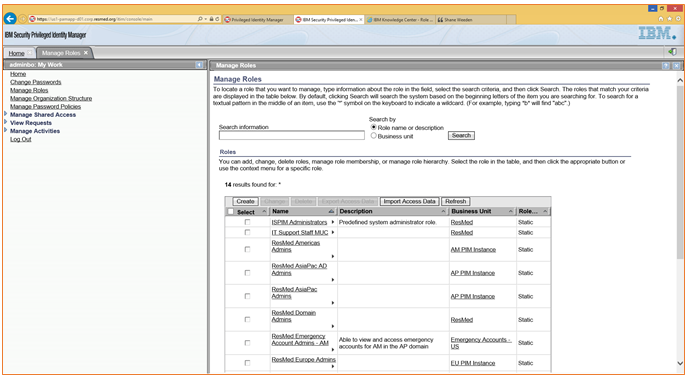 https://us1-pampapp-d01.corp.resmed.org/itim/console/main
Privileged Identity Manager
IBM Security Privileged Iden...
IBM Knowledge Center - Role ...
Shane Weeden
IBM Security Privileged Identity Manager
IBM.
Home
Manage Roles
adminbo: My Work
Home
Change Passwords
Manage Roles
Manage Organization Structure
Manage Password Policies
Manage Shared Access
View Requests
Manage Activities
Log Out
Manage Roles
Manage Roles
To locate a role that you want to manage, type information about the role in the field, select the search criteria, and then click Search. The roles that match your criteria
are displayed in the table below. By default, clicking Search will search the system based on the beginning letters of the item you are searching for. To search for a
textual pattern in the middle of an item, use the "*" symbol on the keyboard to indicate a wildcard. (For example, typing "*b" will find "abc".)
Search by
Search information
Role name or description
Business unit
Search
Roles
You can add, change, delete roles, manage role membership, or manage role hierarchy. Select the role in the table, and then click the appropriate button or
use the context menu for a specific role.
14 results found for: *
Create Change Delete Export Access Data Import Access Data Refresh
Select Name Description Business Unit Role...
ISPIM Administrators Predefined system administrator role. ResMed Static
IT Support Staff MUC ResMed Static
ResMed Americas
Admins AM PIM Instance Static
ResMed AsiaPac AD
Admins AP PIM Instance Static
ResMed AsiaPac
Admins AP PIM Instance Static
ResMed Domain
Admins ResMed Static
ResMed Emergency
Account Admins - AM Able to view and access emergency
accounts for AM in the AP domain Emergency Accounts -
US Static
ResMed Europe Admins EU PIM Instance Static